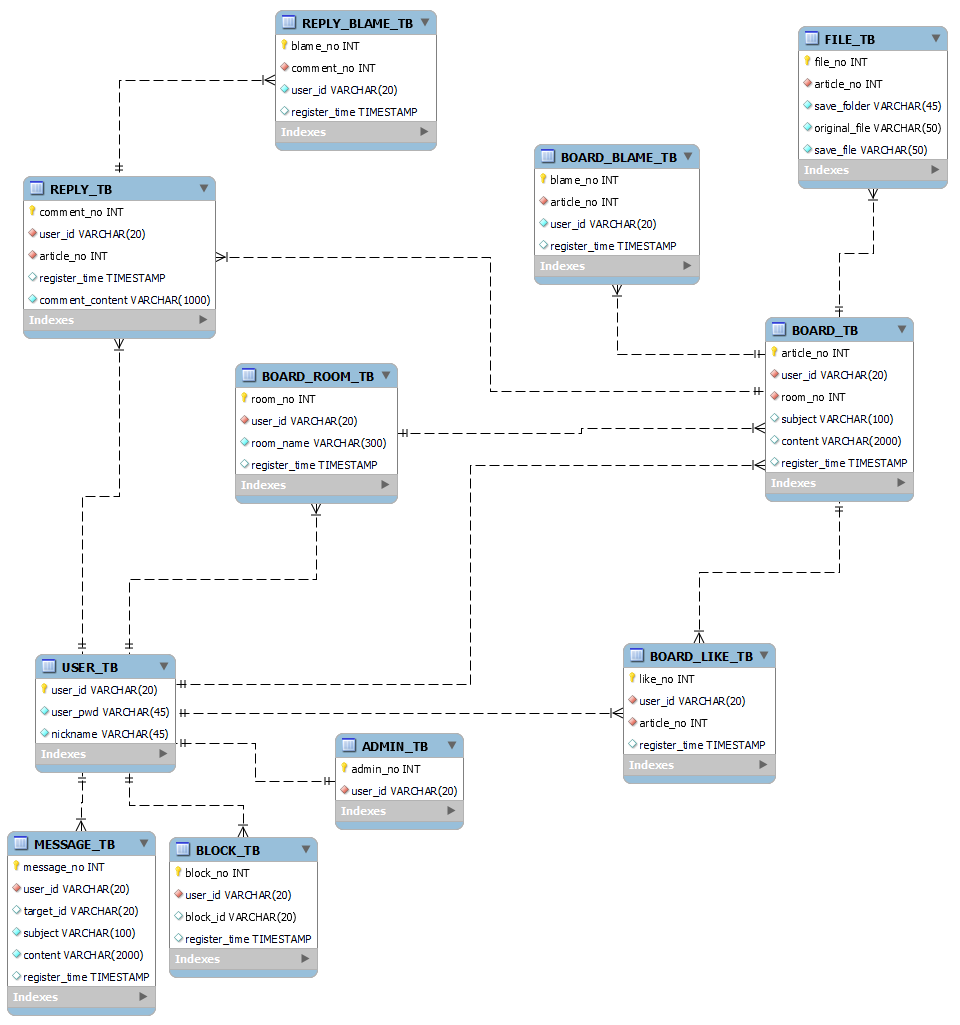 REPLY_BLAME_TB
blame_no INT
comment_no INT
user_id VARCHAR(20)
register_time TIMESTAMP
Indexes
FILE_TB
file_no INT
article_no INT
save_folder VARCHAR(45)
original_file VARCHAR(50)
save_file VARCHAR(50)
Indexes
BOARD_BLAME_TB
blame_no INT
article_no INT
user_id VARCHAR(20)
register_time TIMESTAMP
Indexes
REPLY_TB
comment_no INT
user_id VARCHAR(20)
article_no INT
register_time TIMESTAMP
comment_content VARCHAR(1000)
Indexes
BOARD_TB
article_no INT
user_id VARCHAR(20)
room_no INT
subject VARCHAR(100)
content VARCHAR(2000)
register_time TIMESTAMP
Indexes
BOARD_ROOM_TB
room_no INT
user_id VARCHAR(20)
room_name VARCHAR(300)
register_time TIMESTAMP
Indexes
USER_TB
user_id VARCHAR(20)
user_pwd VARCHAR(45)
nickname VARCHAR(45)
Indexes
BOARD_LIKE_TB
like_no INT
user_id VARCHAR(20)
article_no INT
register_time TIMESTAMP
Indexes
ADMIN_TB
admin_no INT
user_id VARCHAR(20)
Indexes
MESSAGE_TB
message_no INT
user_id VARCHAR(20)
target_id VARCHAR(20)
subject VARCHAR(100)
content VARCHAR(2000)
register_time TIMESTAMP
Indexes
BLOCK_TB
block_no INT
user_id VARCHAR(20)
block_id VARCHAR(20)
register_time TIMESTAMP
Indexes